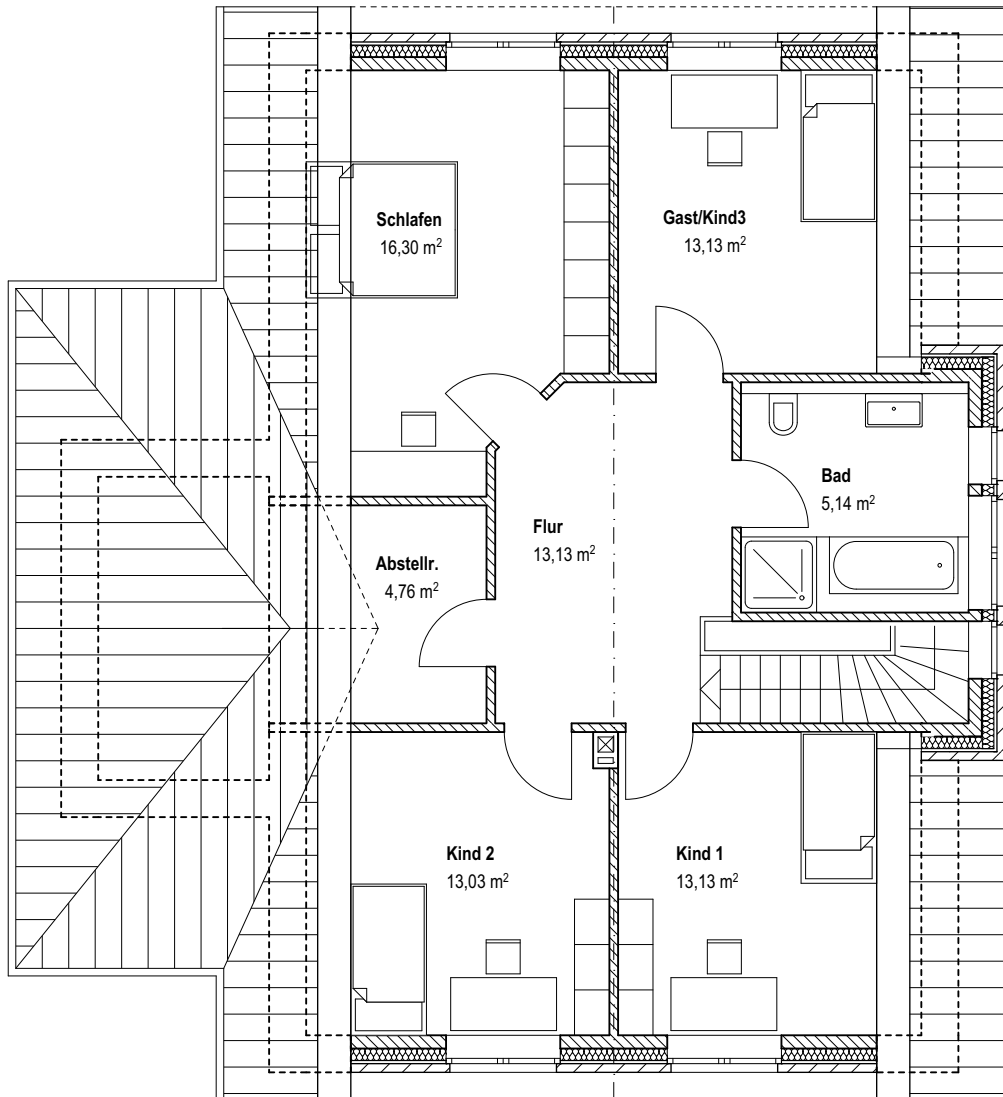 Schlafen
16,30 m²
Gast/Kind3
13,13 m²
Bad
5,14 m²
Flur
13,13 m²
Abstellr.
4,76 m²
Kind 2
13,03 m²
Kind 1
13,13 m²